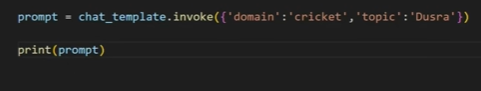 prompt = chat_template.invoke({'domain':'cricket','topic':'Dusra'})
print(prompt)